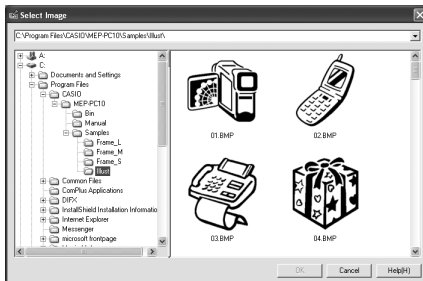 Select Image
C:\Program Files\CASIO\MEP-PC10\Samples\Illust\
A:
C:
Documents and Settings
Program Files
CASIO
MEP-PC10
Bin
Manual
Samples
Frame_L
Frame_M
Frame_S
Illust
Common Files
ComPlus Applications
DIFX
InstallShield Installation Informatio
Internet Explorer
Messenger
microsoft frontpage
01.BMP
02.BMP
03.BMP
04.BMP
OK
Cancel
Help(H)